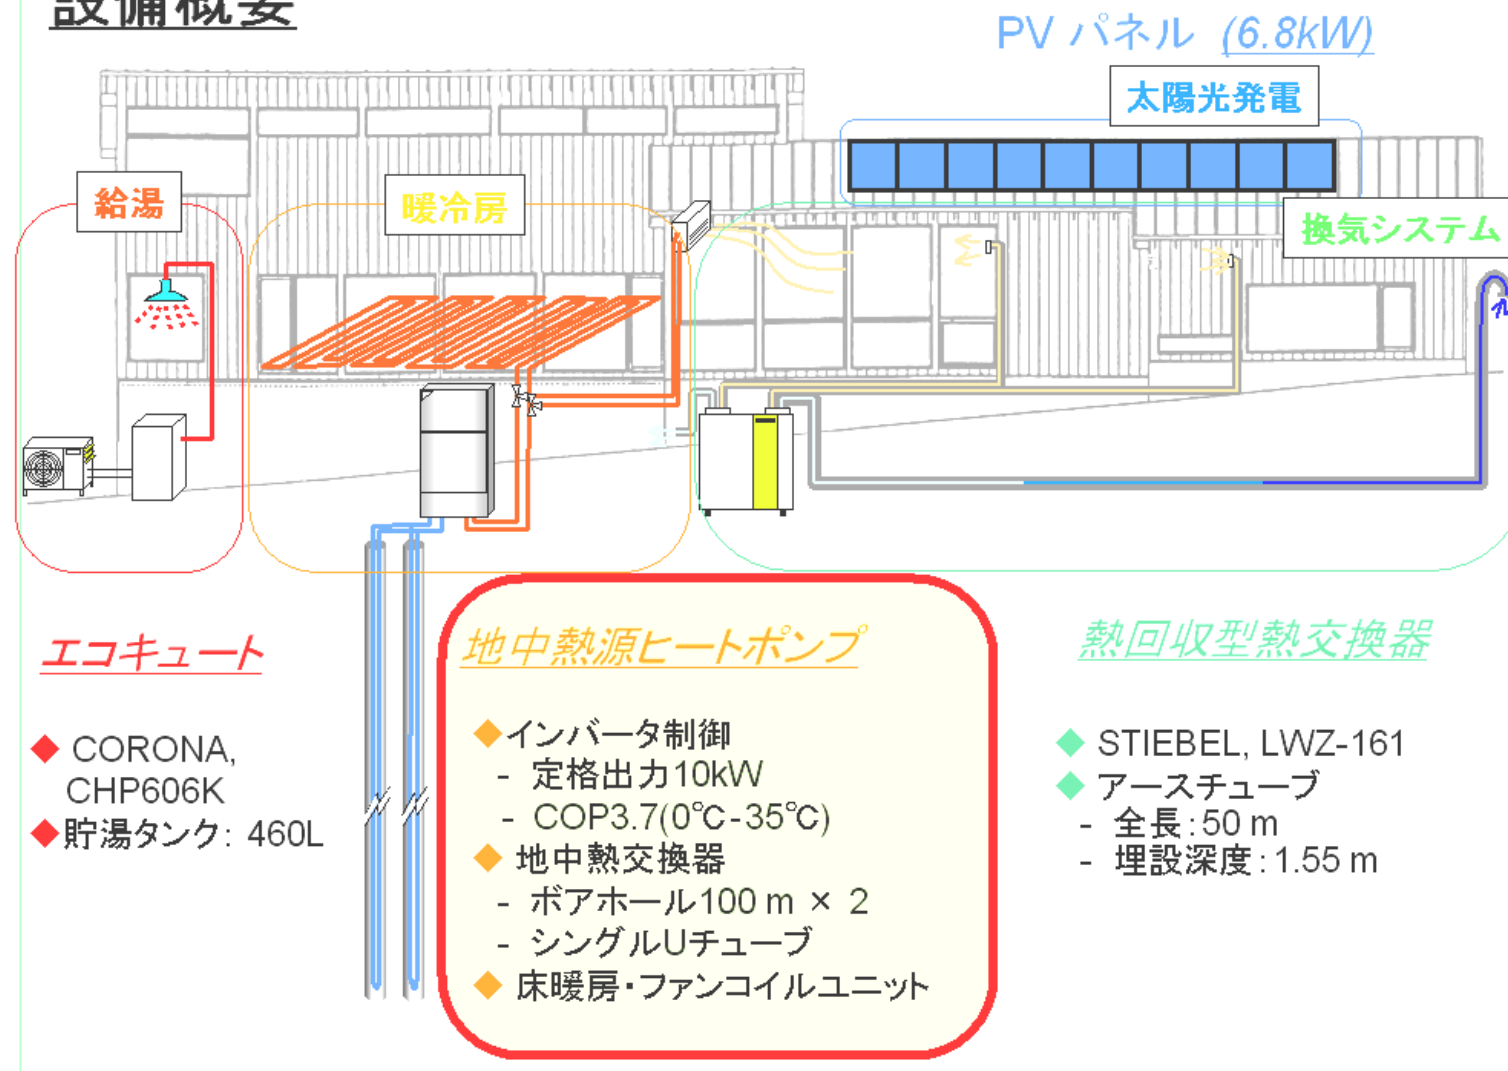 設備概要
PV パネル (6.8kW)
太陽光発電
給湯
暖冷房
換気システム
エコキュート
◆ CORONA,
CHP606K
◆貯湯タンク: 460L
地中熱源ヒートポンプ
◆インバータ制御
- 定格出力10kW
- COP3.7(0℃-35℃)
◆ 地中熱交換器
- ボアホール100 m × 2
- シングルUチューブ
◆ 床暖房・ファンコイルユニット
熱回収型熱交換器
◆ STIEBEL, LWZ-161
◆ アースチューブ
- 全長:50 m
- 埋設深度:1.55 m